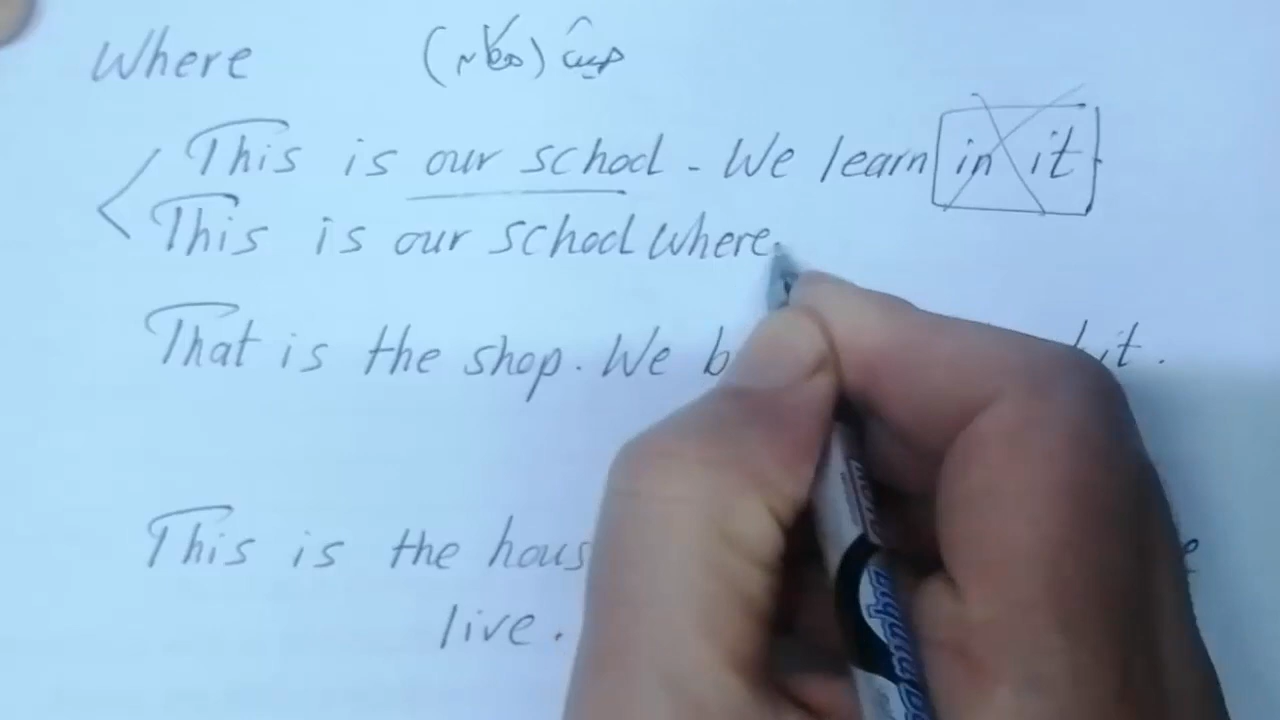 Where حيث (مكان)
This is our school - We learn in it
This is our school where
That is the shop. We b it.
This is the hous
live.